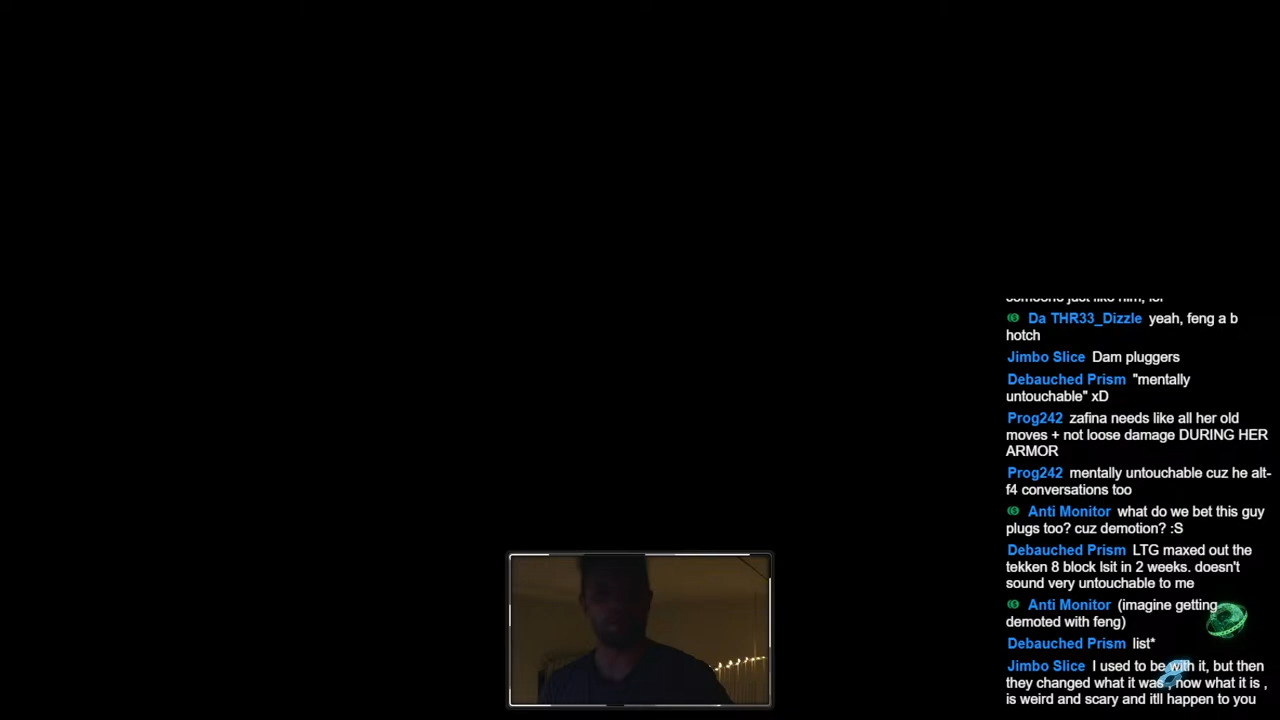 someone just like him, lol
Da THR33_Dizzle yeah, feng a b
hotch
Jimbo Slice Dam pluggers
Debauched Prism "mentally
untouchable" xD
Prog242 zafina needs like all her old
moves + not loose damage DURING HER
ARMOR
Prog242 mentally untouchable cuz he alt-
f4 conversations too
Anti Monitor what do we bet this guy
plugs too? cuz demotion? :S
Debauched Prism LTG maxed out the
tekken 8 block lsit in 2 weeks. doesn't
sound very untouchable to me
Anti Monitor (imagine getting
demoted with feng)
Debauched Prism list*
Jimbo Slice I used to be with it, but then
they changed what it was , now what it is ,
is weird and scary and itll happen to you